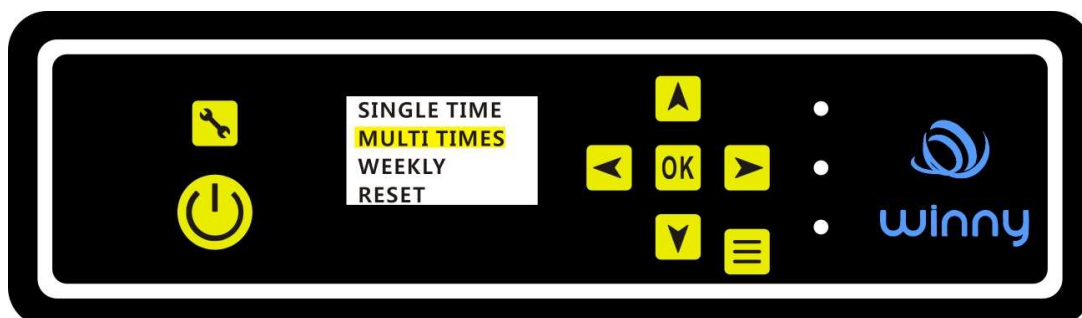 SINGLE TIME
MULTI TIMES
WEEKLY
RESET
OK
winny